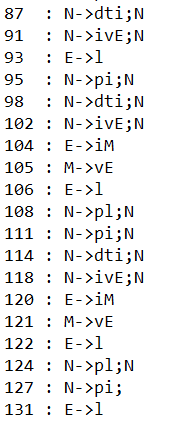 87  : N->dti;N
91  : N->ivE;N
93  : E->l
95  : N->pi;N
98  : N->dti;N
102 : N->ivE;N
104 : E->iM
105 : M->vE
106 : E->l
108 : N->pl;N
111 : N->pi;N
114 : N->dti;N
118 : N->ivE;N
120 : E->iM
121 : M->vE
122 : E->l
124 : N->pl;N
127 : N->pi;
131 : E->l